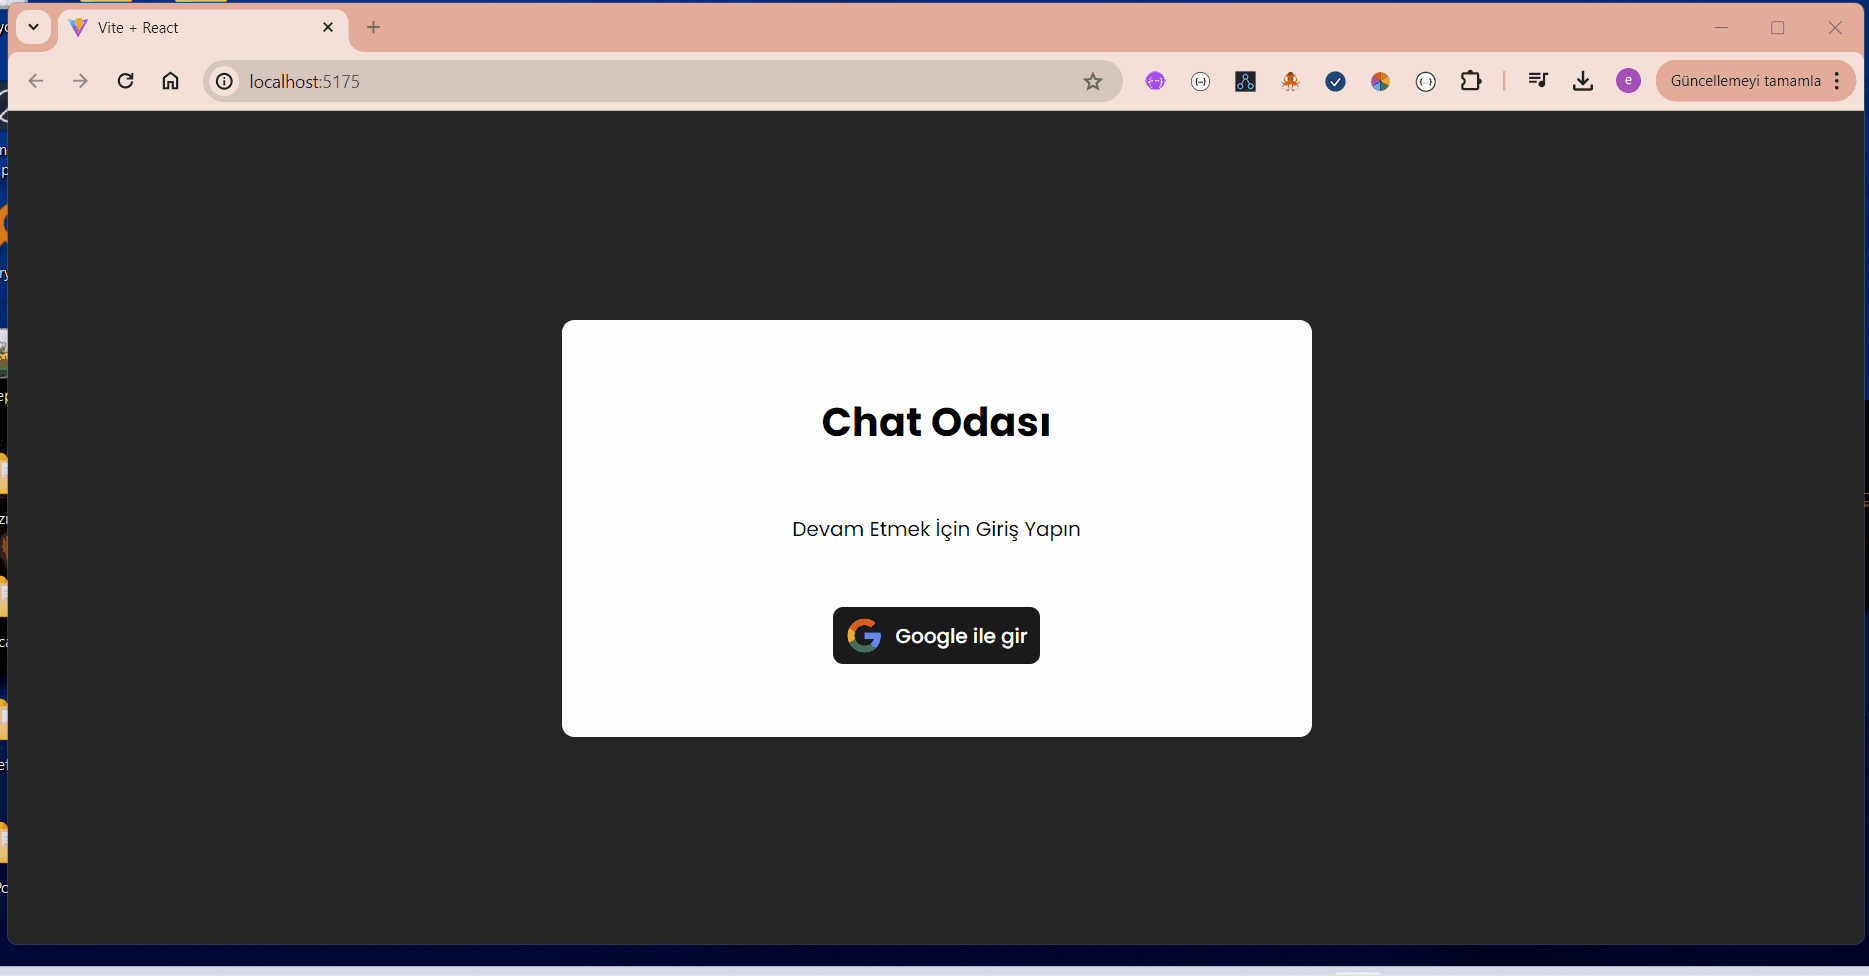 Vite + React
localhost:5175
e
Güncellemeyi tamamla
Chat Odası
Devam Etmek İçin Giriş Yapın
Google ile gir